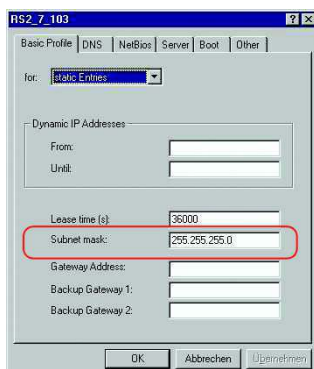 RS2_7_103
Basic Profile DNS NetBios Server Boot Other
for: static Entries
Dynamic IP Addresses
From:
Until:
Lease time (s): 36000
Subnet mask: 255.255.255.0
Gateway Address:
Backup Gateway 1:
Backup Gateway 2:
OK Abbrechen Übernehmen